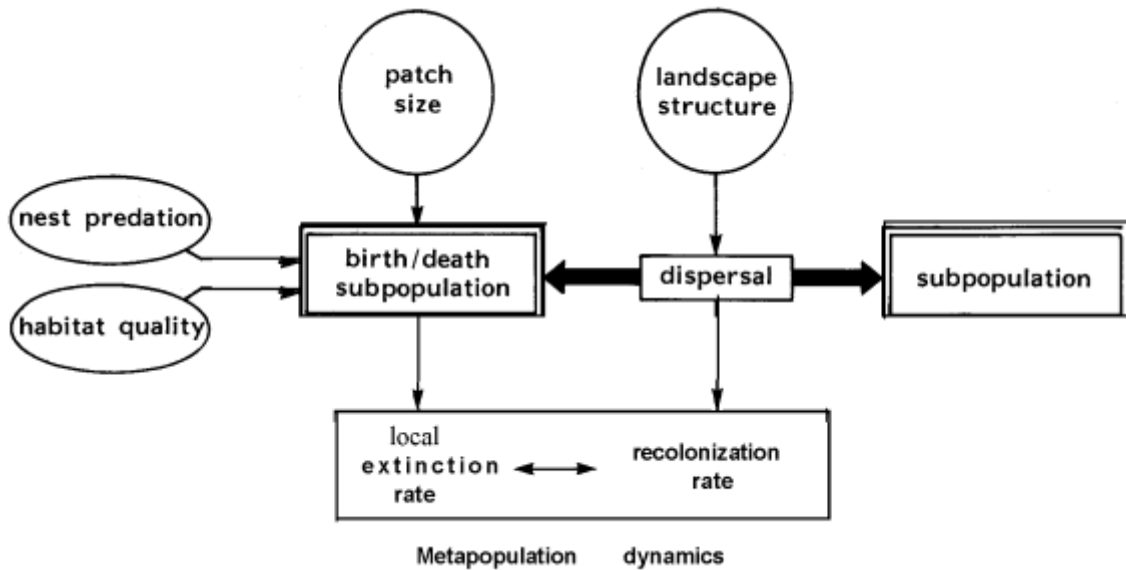 patch
size
landscape
structure
nest predation
habitat quality
birth/death
subpopulation
dispersal
subpopulation
local
extinction
rate
recolonization
rate
Metapopulation dynamics